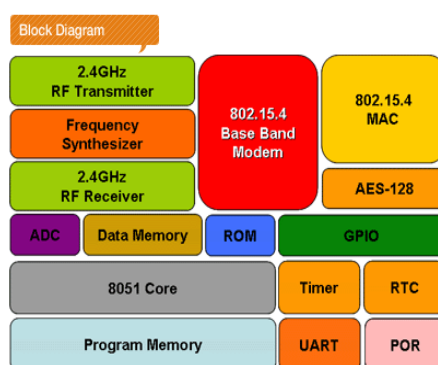 Block Diagram
2.4GHz
RF Transmitter
Frequency
Synthesizer
2.4GHz
RF Receiver
802.15.4
Base Band
Modem
802.15.4
MAC
AES-128
ADC
Data Memory
ROM
GPIO
8051 Core
Timer
RTC
Program Memory
UART
POR